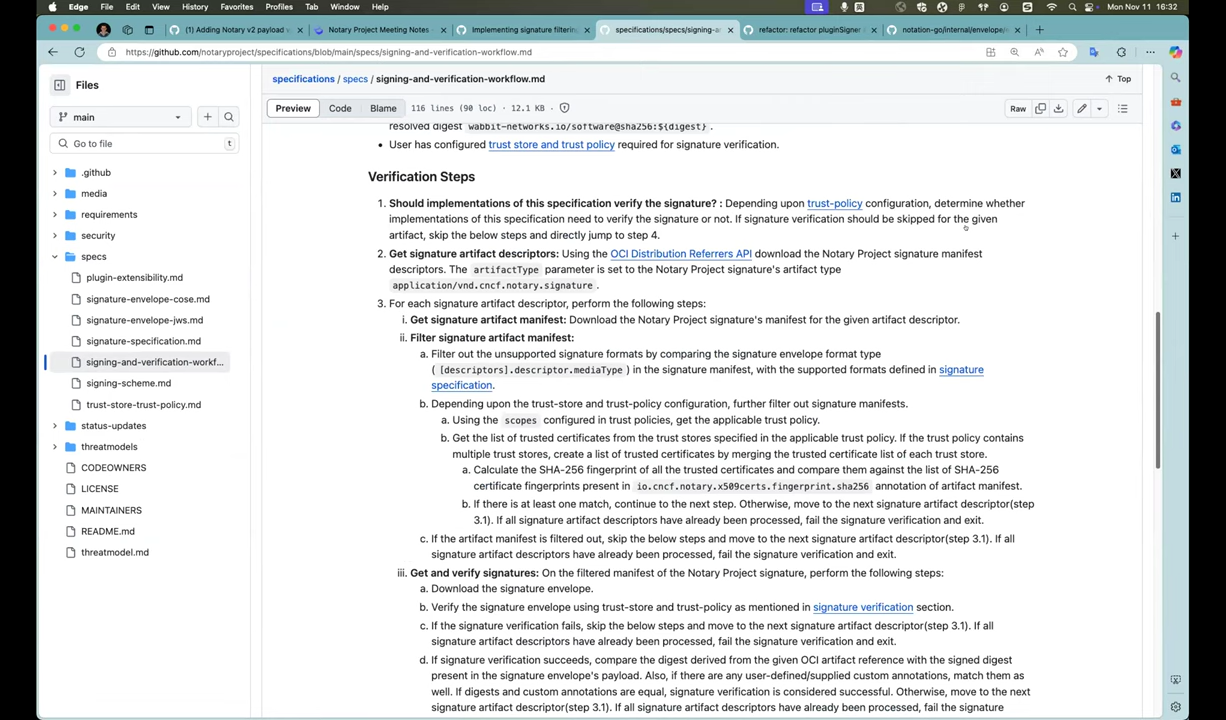 Edge File Edit View History Favorites Profiles Tab Window Help
Mon Nov 11 16:32
(1) Adding Notary v2 payload v
Notary Project Meeting Notes -
Implementing signature filtering
specifications/specs/signing-an
refactor: refactor pluginSigner
notation-go/internal/envelope/e
https://github.com/notaryproject/specifications/blob/main/specs/signing-and-verification-workflow.md
Files
main
Go to file
t
.github
media
requirements
security
specs
plugin-extensibility.md
signature-envelope-cose.md
signature-envelope-jws.md
signature-specification.md
signing-and-verification-workf...
signing-scheme.md
trust-store-trust-policy.md
status-updates
threatmodels
CODEOWNERS
LICENSE
MAINTAINERS
README.md
threatmodel.md
specifications / specs / signing-and-verification-workflow.md
Top
Preview Code Blame 116 lines (90 loc) · 12.1 KB
Raw
resolved digest wabbit-networks.io/software@sha256:${digest} .
• User has configured trust store and trust policy required for signature verification.
Verification Steps
1. Should implementations of this specification verify the signature? : Depending upon trust-policy configuration, determine whether
implementations of this specification need to verify the signature or not. If signature verification should be skipped for the given
artifact, skip the below steps and directly jump to step 4.
2. Get signature artifact descriptors: Using the OCI Distribution Referrers API download the Notary Project signature manifest
descriptors. The artifactType parameter is set to the Notary Project signature's artifact type
application/vnd.cncf.notary.signature .
3. For each signature artifact descriptor, perform the following steps:
i. Get signature artifact manifest: Download the Notary Project signature's manifest for the given artifact descriptor.
ii. Filter signature artifact manifest:
a. Filter out the unsupported signature formats by comparing the signature envelope format type
( [descriptors].descriptor.mediaType ) in the signature manifest, with the supported formats defined in signature
specification.
b. Depending upon the trust-store and trust-policy configuration, further filter out signature manifests.
a. Using the scopes configured in trust policies, get the applicable trust policy.
b. Get the list of trusted certificates from the trust stores specified in the applicable trust policy. If the trust policy contains
multiple trust stores, create a list of trusted certificates by merging the trusted certificate list of each trust store.
a. Calculate the SHA-256 fingerprint of all the trusted certificates and compare them against the list of SHA-256
certificate fingerprints present in io.cncf.notary.x509certs.fingerprint.sha256 annotation of artifact manifest.
b. If there is at least one match, continue to the next step. Otherwise, move to the next signature artifact descriptor(step
3.1). If all signature artifact descriptors have already been processed, fail the signature verification and exit.
c. If the artifact manifest is filtered out, skip the below steps and move to the next signature artifact descriptor(step 3.1). If all
signature artifact descriptors have already been processed, fail the signature verification and exit.
iii. Get and verify signatures: On the filtered manifest of the Notary Project signature, perform the following steps:
a. Download the signature envelope.
b. Verify the signature envelope using trust-store and trust-policy as mentioned in signature verification section.
c. If the signature verification fails, skip the below steps and move to the next signature artifact descriptor(step 3.1). If all
signature artifact descriptors have already been processed, fail the signature verification and exit.
d. If signature verification succeeds, compare the digest derived from the given OCI artifact reference with the signed digest
present in the signature envelope's payload. Also, if there are any user-defined/supplied custom annotations, match them as
well. If digests and custom annotations are equal, signature verification is considered successful. Otherwise, move to the next
signature artifact descriptor(step 3.1). If all signature artifact descriptors have already been processed, fail the signature